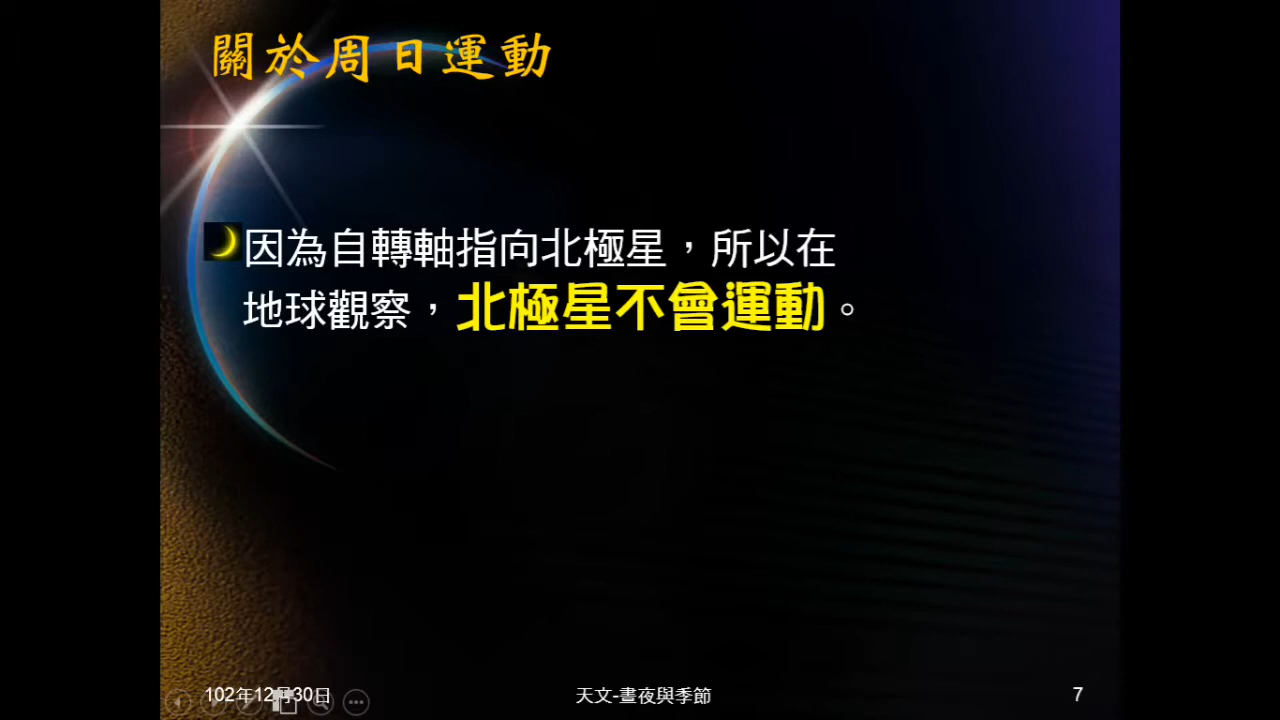 關於周日運動
因為自轉軸指向北極星，所以在
地球觀察，北極星不會運動。
102年12月30日
天文-晝夜與季節
7